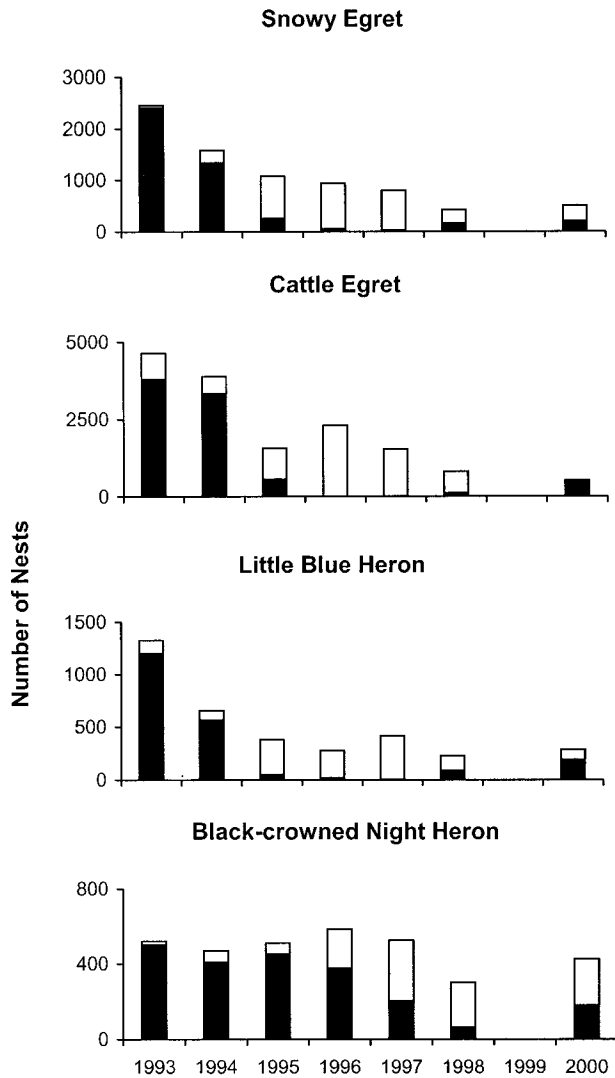 Snowy Egret
3000
2000
1000
0
Cattle Egret
5000
2500
0
Number of Nests
Little Blue Heron
1500
1000
500
0
Black-crowned Night Heron
800
400
0
1993 1994 1995 1996 1997 1998 1999 2000